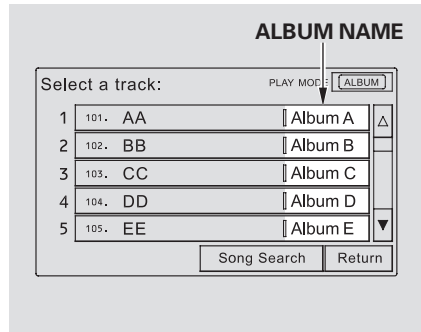 ALBUM NAME
Select a track: PLAY MODE ALBUM
1 101. AA Album A
2 102. BB Album B
3 103. CC Album C
4 104. DD Album D
5 105. EE Album E
Song Search Return